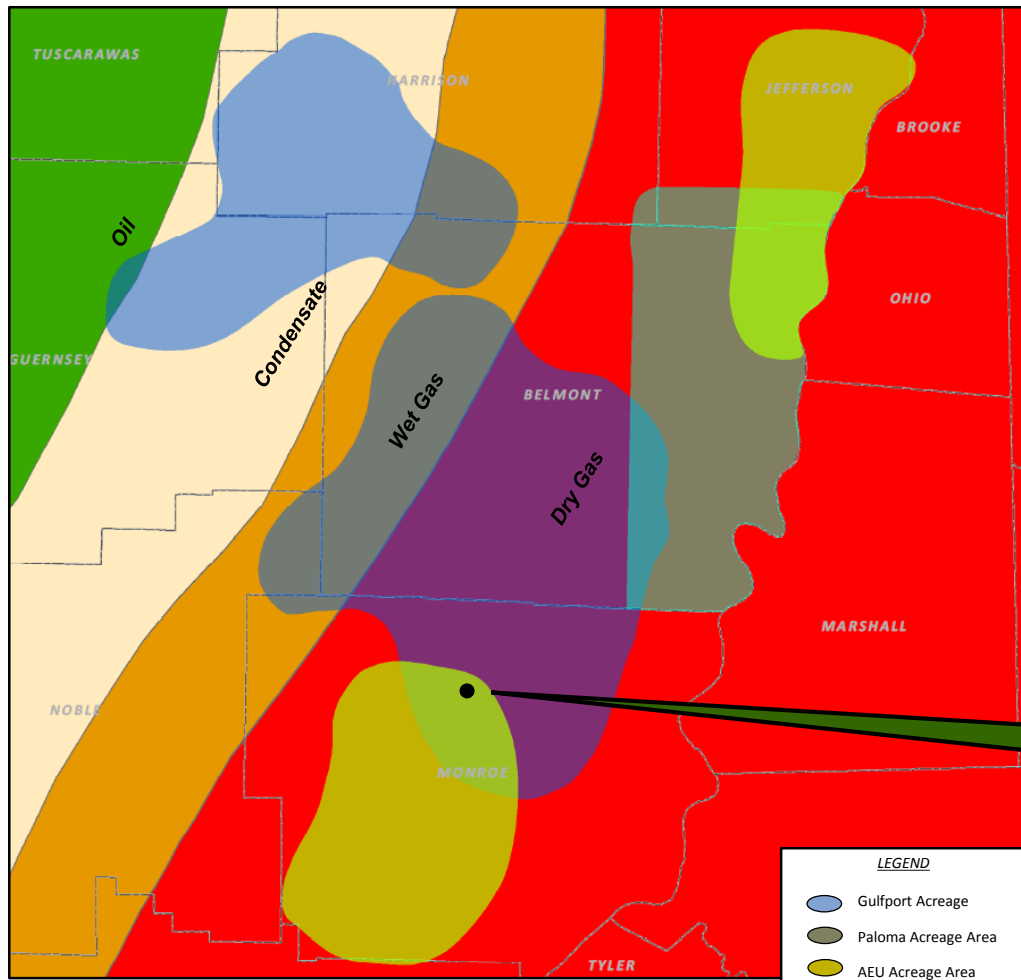 TUSCARAWAS
HARRISON
JEFFERSON
BROOKE
Oil
Condensate
OHIO
GUERNSEY
Wet Gas
BELMONT
Dry Gas
MARSHALL
NOBLE
MONROE
TYLER
LEGEND
Gulfport Acreage
Paloma Acreage Area
AEU Acreage Area